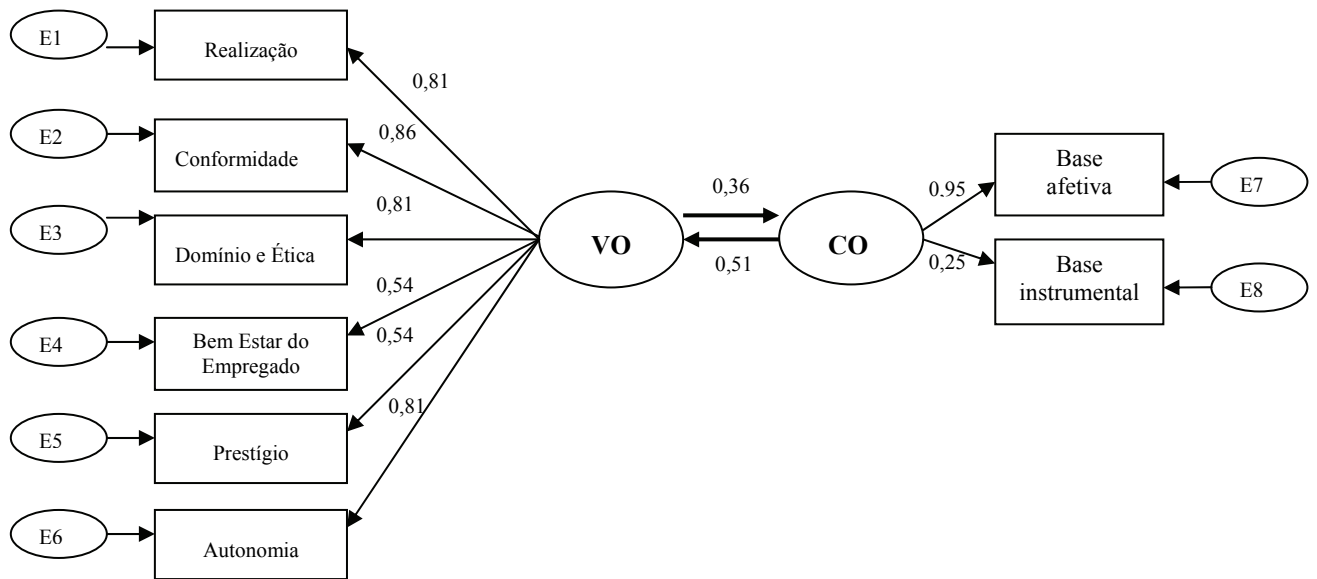 E1
Realização
0,81
E2
Conformidade
0,86
E3
Domínio e Ética
0,81
E4
Bem Estar do
Empregado
0,54
E5
Prestígio
0,54
E6
Autonomia
0,81
VO
0,36
0,51
CO
0.95
Base
afetiva
E7
0,25
Base
instrumental
E8